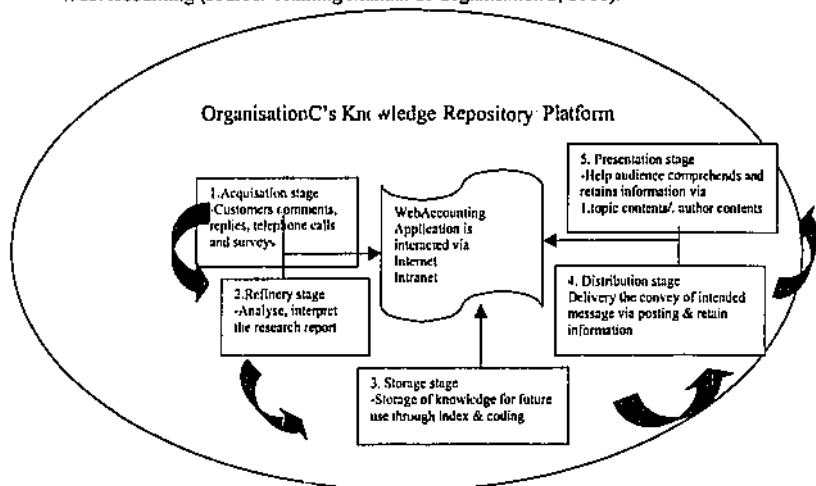 OrganisationC's Knowledge Repository Platform
1.Acquisation stage
-Customers comments,
replies, telephone calls
and surveys
2.Refinery stage
-Analyse, interpret
the research report
WebAccounting
Application is
interacted via
Internet
Intranet
3. Storage stage
-Storage of knowledge for future
use through index & coding
5. Presentation stage
-Help audience comprehends and
retains information via
1.topic contents/. author contents
4. Distribution stage
Delivery the convey of intended
message via posting & retain
information